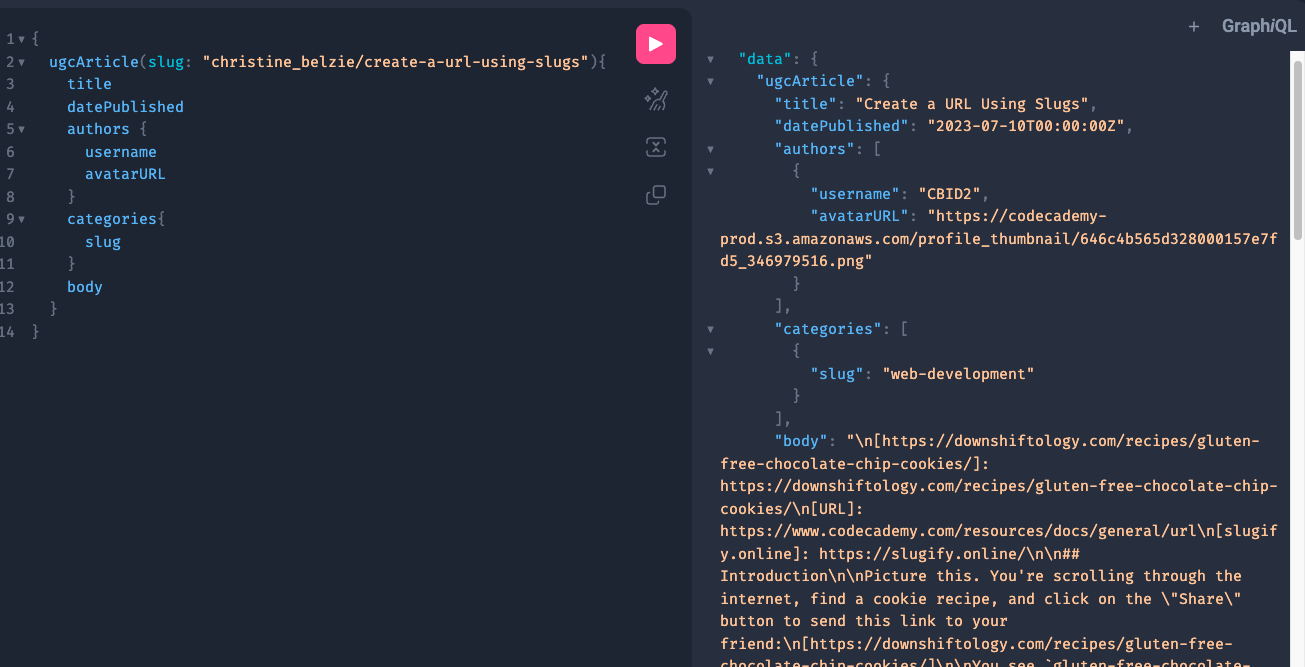 1 {
2 ugcArticle(slug: "christine_belzie/create-a-url-using-slugs"){
3 title
4 datePublished
5 authors {
6 username
7 avatarURL
8 }
9 categories{
10 slug
11 }
12 body
13 }
14 }
+ GraphiQL
"data": {
"ugcArticle": {
"title": "Create a URL Using Slugs",
"datePublished": "2023-07-10T00:00:00Z",
"authors": [
{
"username": "CBID2",
"avatarURL": "https://codecademy-
prod.s3.amazonaws.com/profile_thumbnail/646c4b565d328000157e7f
d5_346979516.png"
}
],
"categories": [
{
"slug": "web-development"
}
],
"body": "\n[https://downshiftology.com/recipes/gluten-
free-chocolate-chip-cookies/]:
https://downshiftology.com/recipes/gluten-free-chocolate-chip-
cookies/\n[URL]:
https://www.codecademy.com/resources/docs/general/url\n[slugif
y.online]: https://slugify.online/\n\n##
Introduction\n\nPicture this. You're scrolling through the
internet, find a cookie recipe, and click on the \"Share\"
button to send this link to your
friend:\n[https://downshiftology.com/recipes/gluten-free-
chocolate-chip-cookies/]\n\nYou see `gluten-free-chocolate-